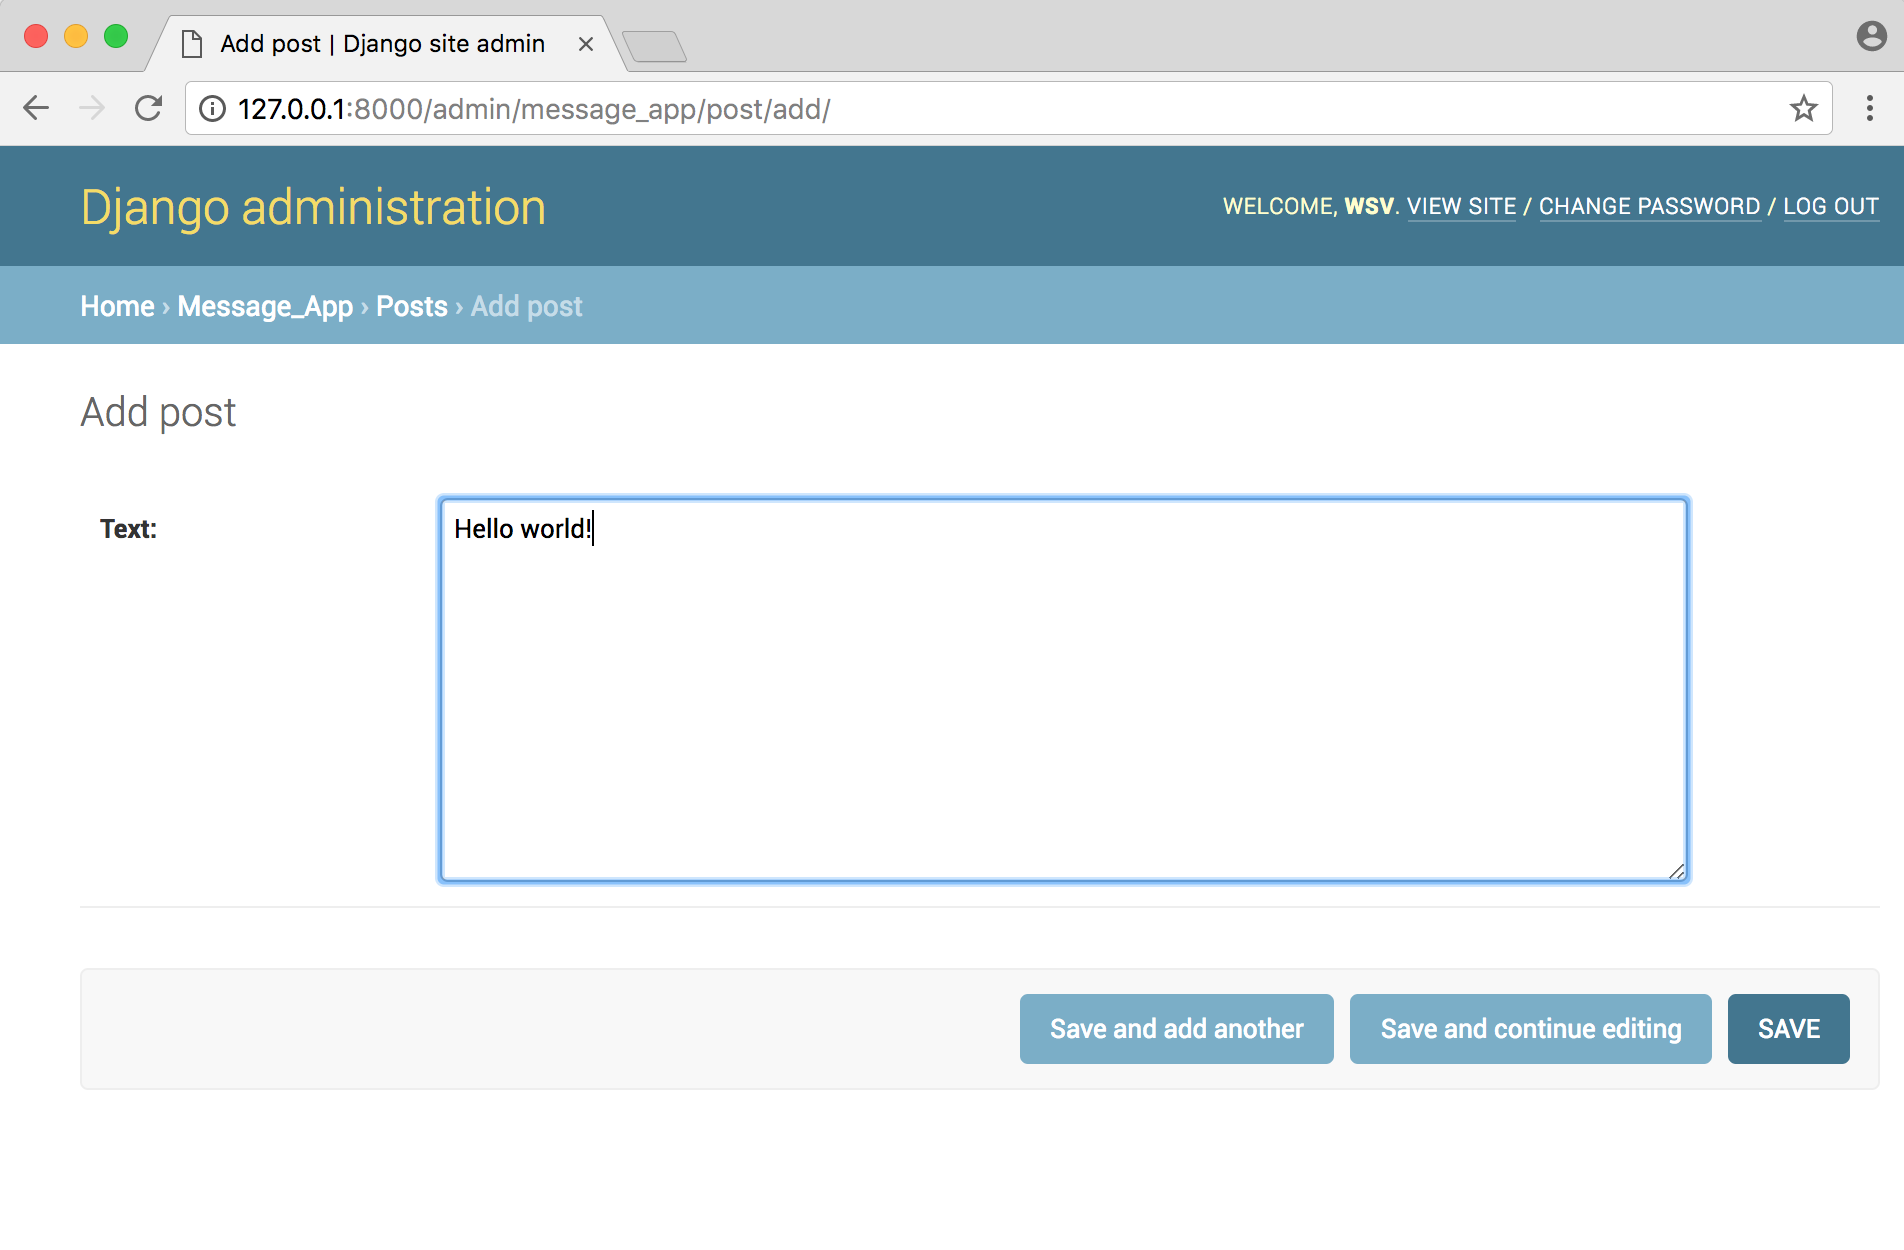 Add post | Django site admin
127.0.0.1:8000/admin/message_app/post/add/
Django administration
WELCOME, WSV. VIEW SITE / CHANGE PASSWORD / LOG OUT
Home › Message_App › Posts › Add post
Add post
Text:
Hello world!
Save and add another
Save and continue editing
SAVE